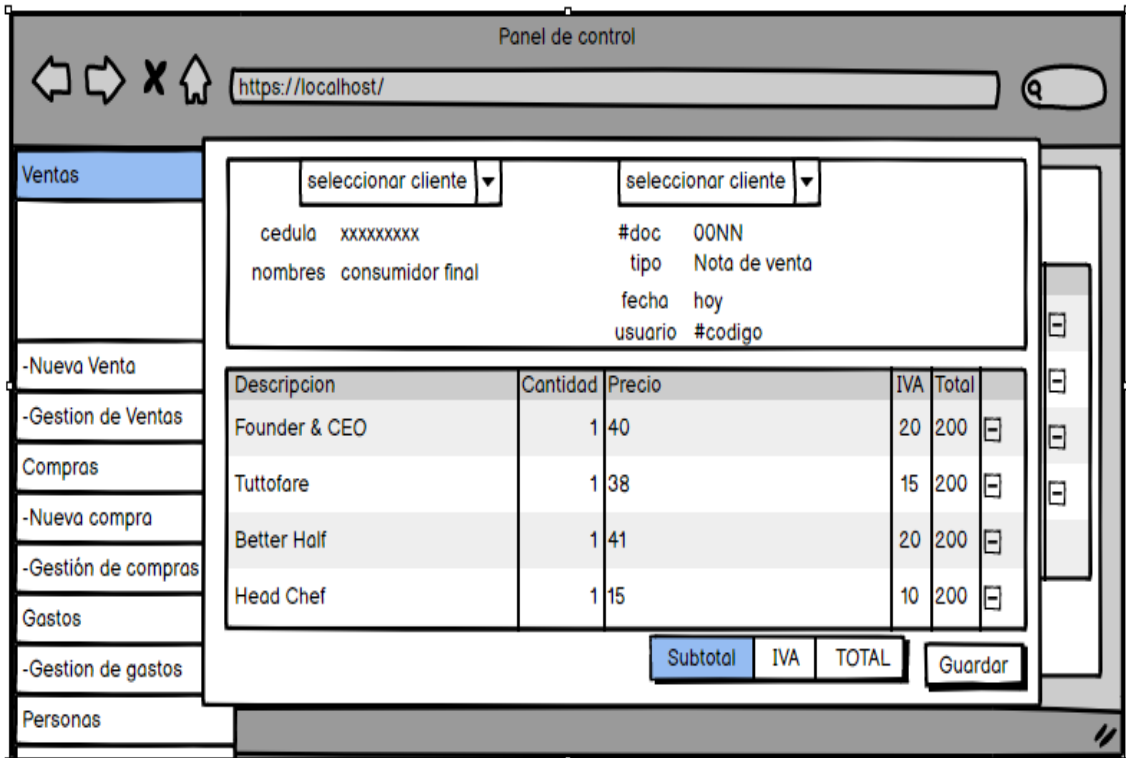 Panel de control
https://localhost/
Ventas
-Nueva Venta
-Gestion de Ventas
Compras
-Nueva compra
-Gestión de compras
Gastos
-Gestion de gastos
Personas
seleccionar cliente seleccionar cliente
cedula xxxxxxxxx #doc 00NN
nombres consumidor final tipo Nota de venta
fecha hoy
usuario #codigo
Descripcion Cantidad Precio IVA Total
Founder & CEO 1 40 20 200
Tuttofare 1 38 15 200
Better Half 1 41 20 200
Head Chef 1 15 10 200
Subtotal IVA TOTAL Guardar